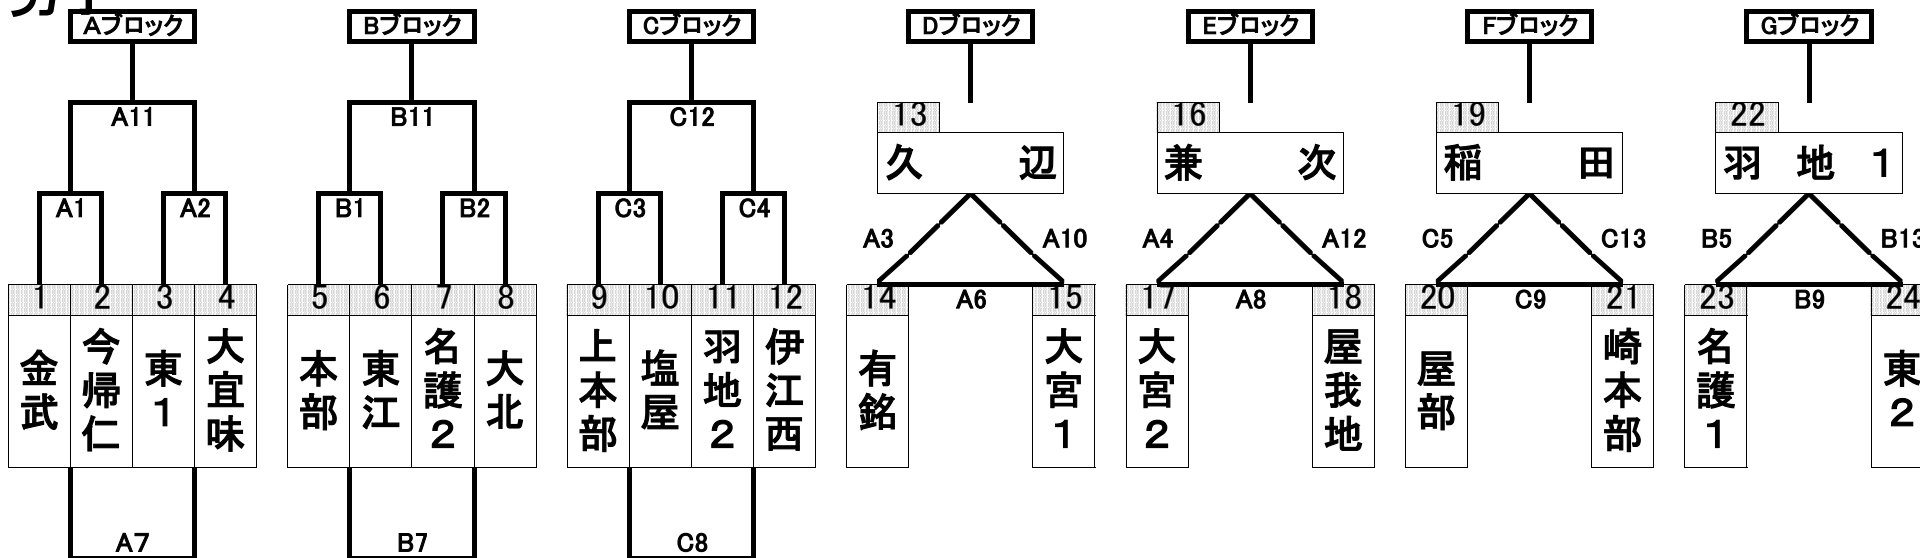 Aブロック Bブロック Cブロック Dブロック Eブロック Fブロック Gブロック
A11 B11 C12 13 16 19 22
久辺 兼次 稲田 羽地1
A1 A2 B1 B2 C3 C4
A3 A10 A4 A12 C5 C13 B5 B13
1 2 3 4 5 6 7 8 9 10 11 12 14 A6 15 17 A8 18 20 C9 21 23 B9 24
金武
今帰仁
東1
大宜味
本部
東江
名護2
大北
上本部
塩屋
羽地2
伊江西
有銘
大宮1
大宮2
屋我地
屋部
崎本部
名護1
東2
A7 B7 C8